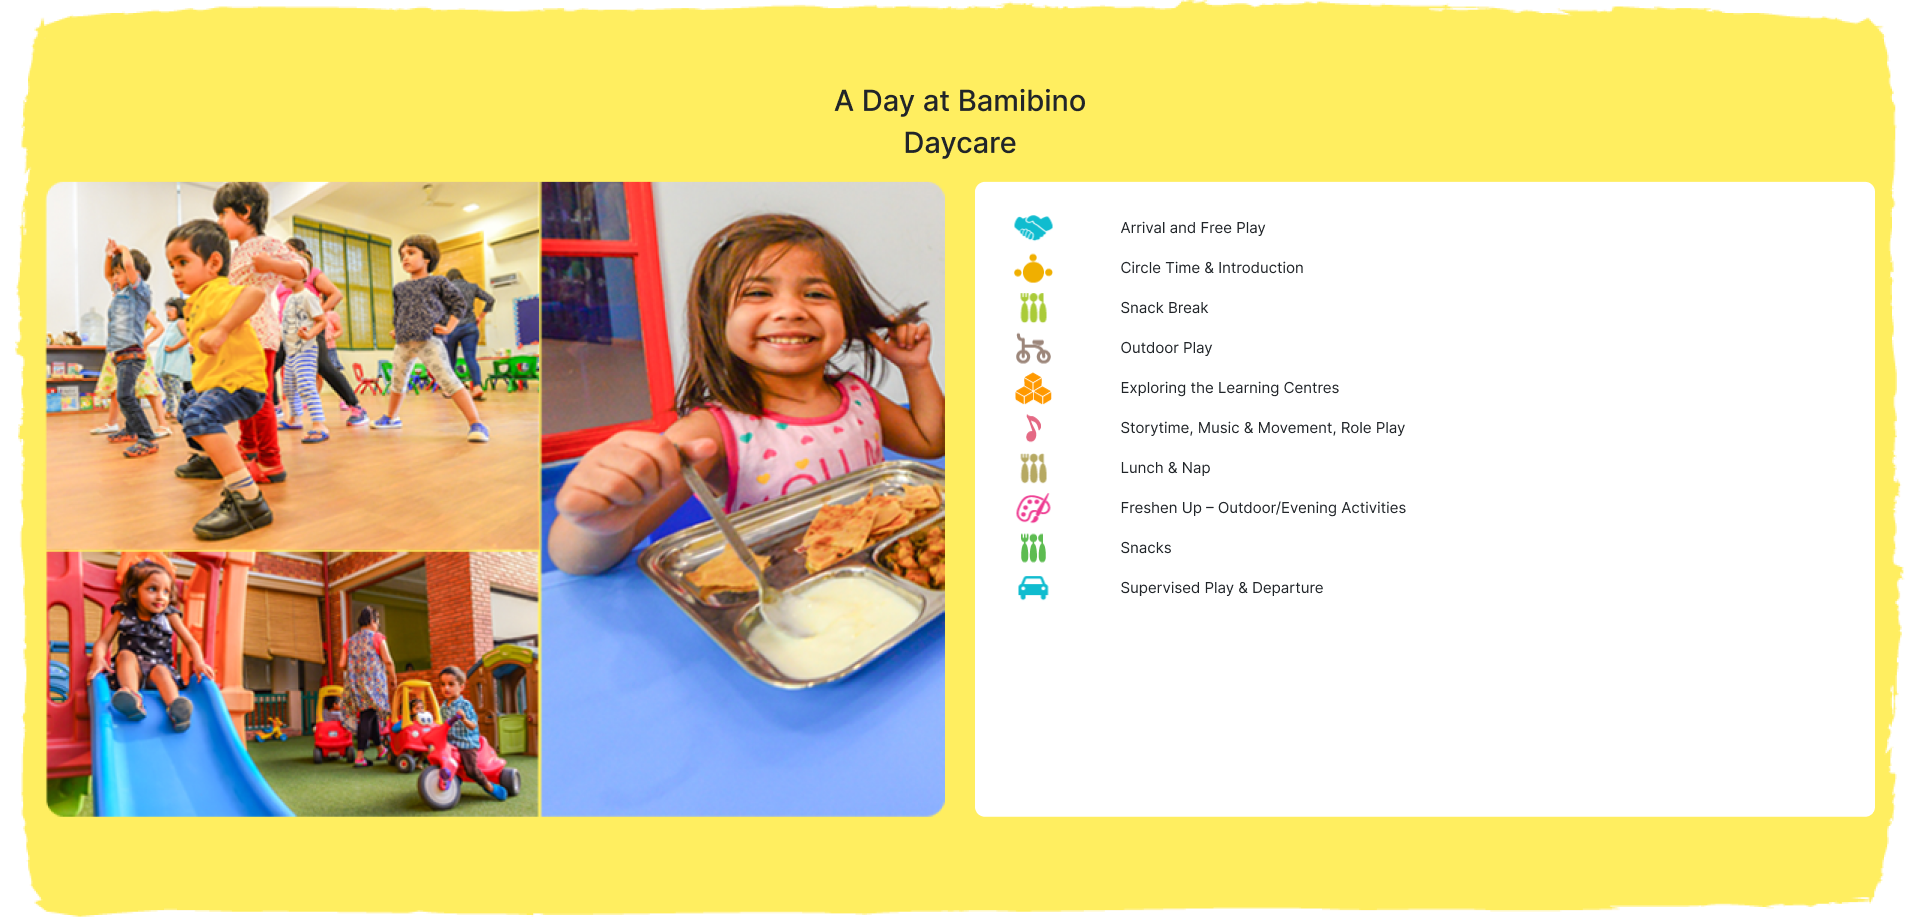 A Day at Bamibino
Daycare
Arrival and Free Play
Circle Time & Introduction
Snack Break
Outdoor Play
Exploring the Learning Centres
Storytime, Music & Movement, Role Play
Lunch & Nap
Freshen Up – Outdoor/Evening Activities
Snacks
Supervised Play & Departure